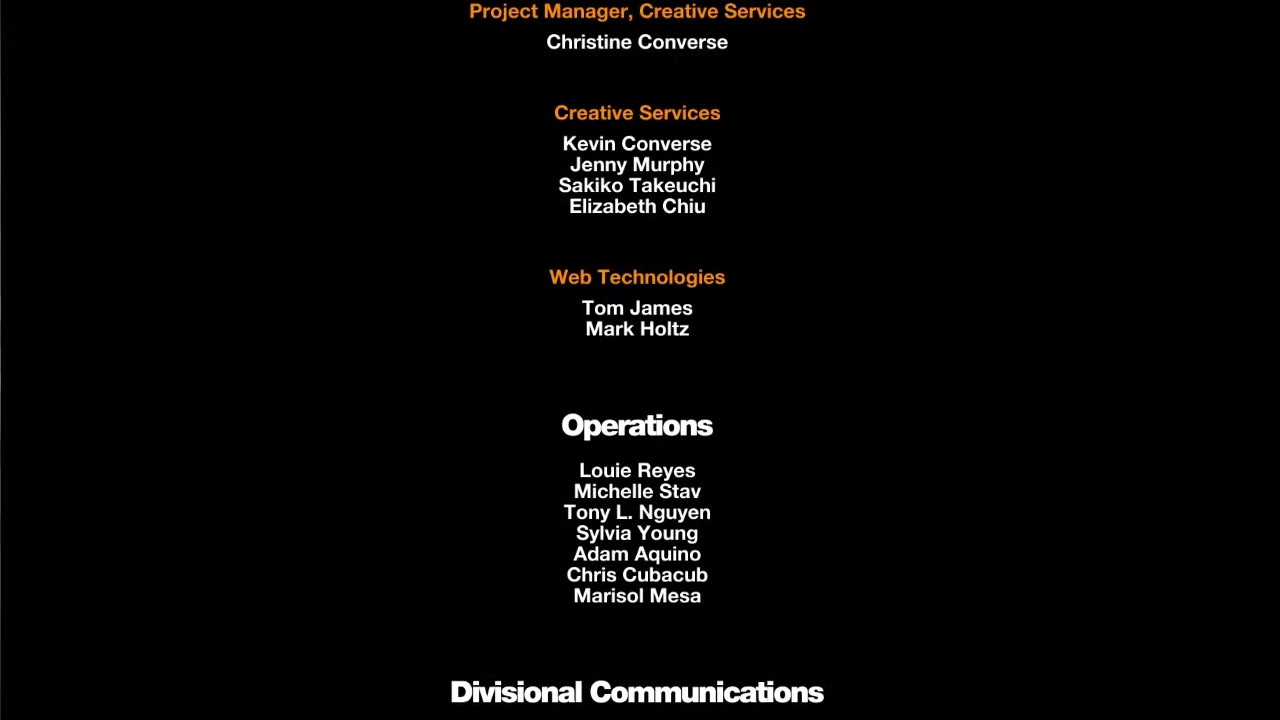 Project Manager, Creative Services
Christine Converse
Creative Services
Kevin Converse
Jenny Murphy
Sakiko Takeuchi
Elizabeth Chiu
Web Technologies
Tom James
Mark Holtz
Operations
Louie Reyes
Michelle Stav
Tony L. Nguyen
Sylvia Young
Adam Aquino
Chris Cubacub
Marisol Mesa
Divisional Communications